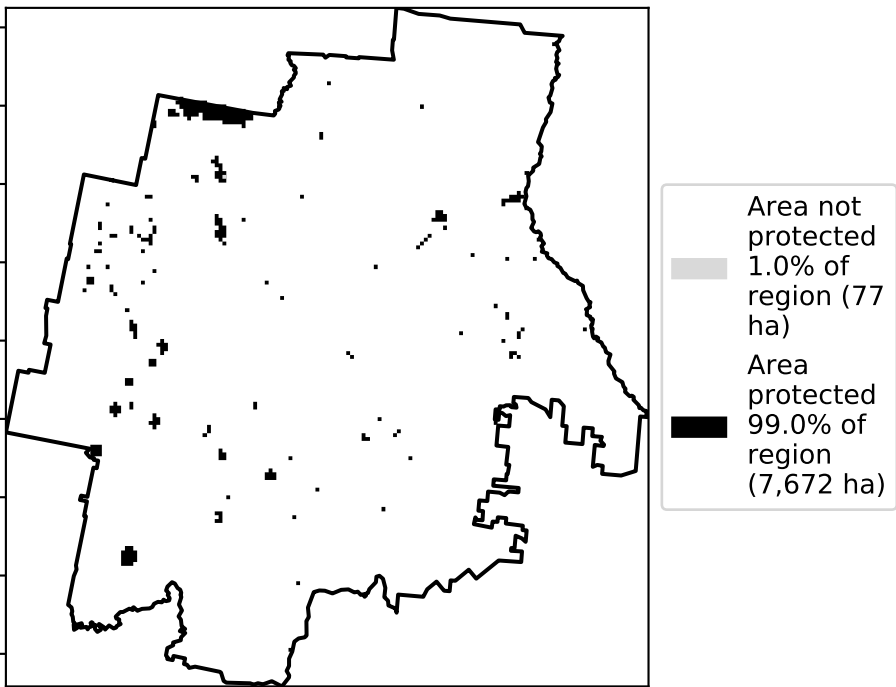 Area not
protected
1.0% of
region (77
ha)
Area
protected
99.0% of
region
(7,672 ha)